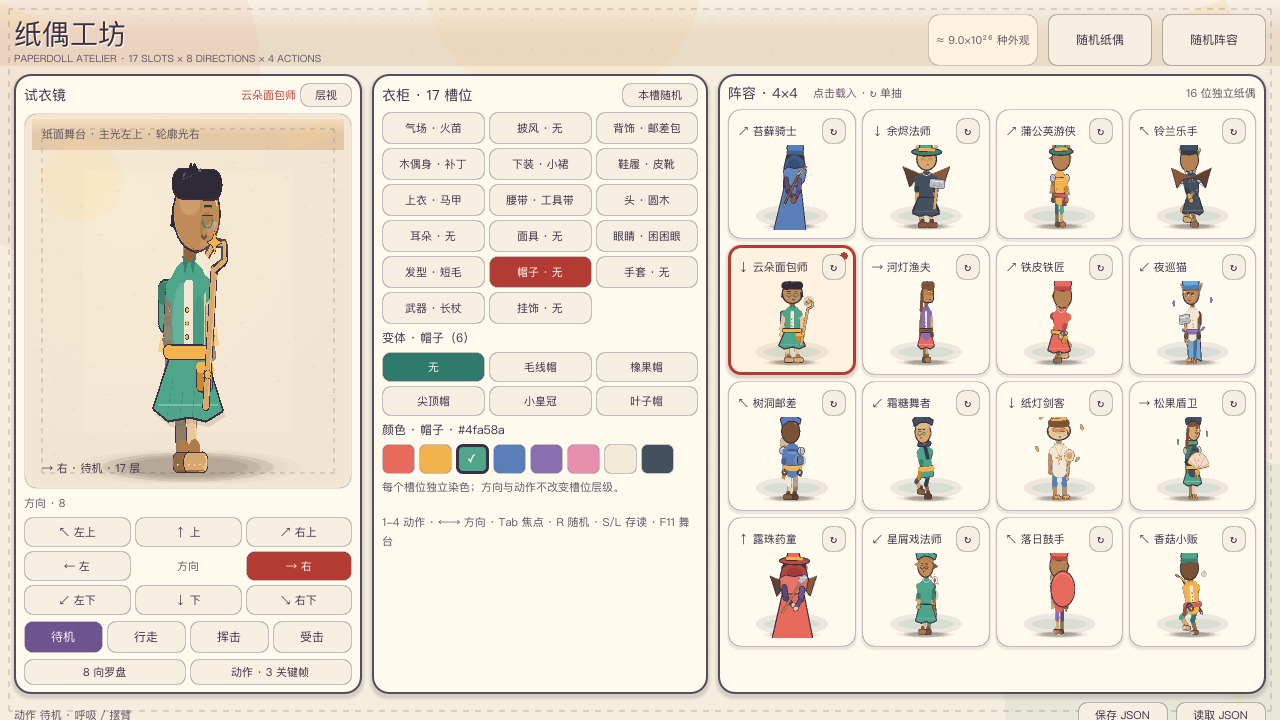 纸偶工坊
PAPERDOLL ATELIER · 17 SLOTS × 8 DIRECTIONS × 4 ACTIONS
≈ 9.0×10²⁶ 种外观
随机纸偶
随机阵容
试衣镜
云朵面包师
层视
纸面舞台 · 主光左上 · 轮廓光右
→ 右 · 待机 · 17 层
方向 · 8
↖ 左上
↑ 上
↗ 右上
← 左
方向
→ 右
↙ 左下
↓ 下
↘ 右下
待机
行走
挥击
受击
8 向罗盘
动作 · 3 关键帧
衣柜 · 17 槽位
本槽随机
气场 · 火苗
披风 · 无
背饰 · 邮差包
木偶身 · 补丁
下装 · 小裙
鞋履 · 皮靴
上衣 · 马甲
腰带 · 工具带
头 · 圆木
耳朵 · 无
面具 · 无
眼睛 · 困困眼
发型 · 短毛
帽子 · 无
手套 · 无
武器 · 长杖
挂饰 · 无
变体 · 帽子（6）
无
毛线帽
橡果帽
尖顶帽
小皇冠
叶子帽
颜色 · 帽子 · #4fa58a
✓
每个槽位独立染色；方向与动作不改变槽位层级。
1–4 动作 · ←→ 方向 · Tab 焦点 · R 随机 · S/L 存读 · F11 舞
台
阵容 · 4×4
点击载入 · ↻ 单抽
16 位独立纸偶
↗ 苔藓骑士 ↻
↓ 余烬法师 ↻
↗ 蒲公英游侠 ↻
↖ 铃兰乐手 ↻
↓ 云朵面包师 ↻
→ 河灯渔夫 ↻
↗ 铁皮铁匠 ↻
↙ 夜巡猫 ↻
↖ 树洞邮差 ↻
↙ 霜糖舞者 ↻
↓ 纸灯剑客 ↻
→ 松果盾卫 ↻
↑ 露珠药童 ↻
↙ 星屑戏法师 ↻
↖ 落日鼓手 ↻
↖ 香菇小贩 ↻
动作 待机 · 呼吸 / 摆臂
保存 JSON
读取 JSON